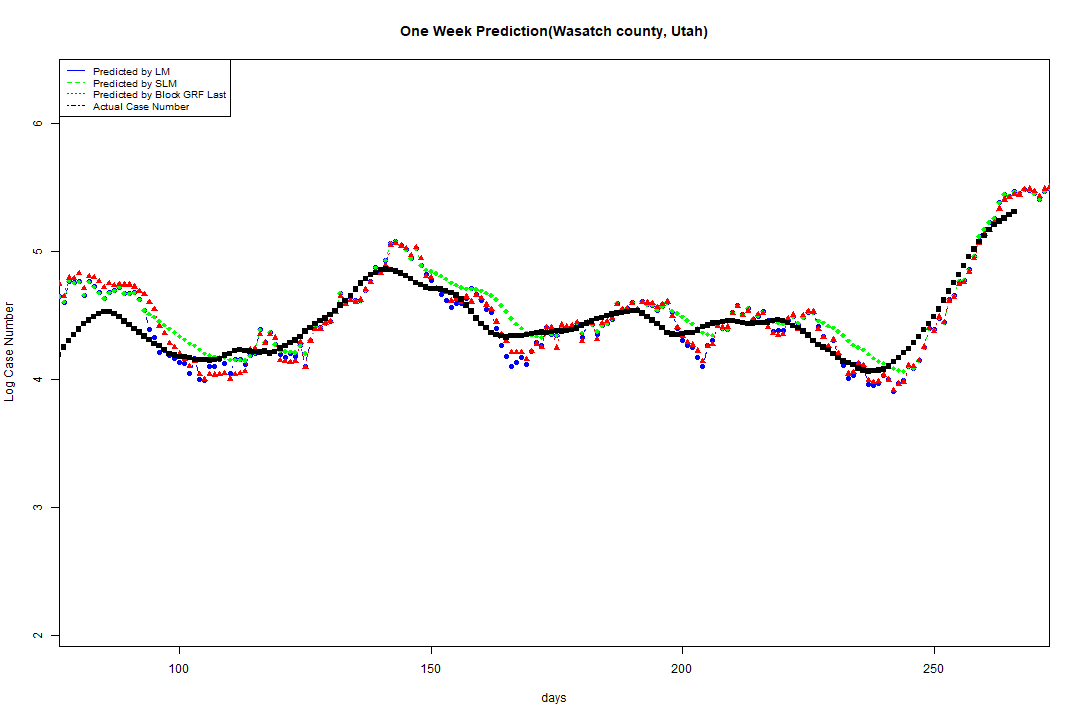 One Week Prediction(Wasatch county, Utah)
Predicted by LM
Predicted by SLM
Predicted by Block GRF Last
Actual Case Number
6
5
4
3
2
Log Case Number
100
150
200
250
days